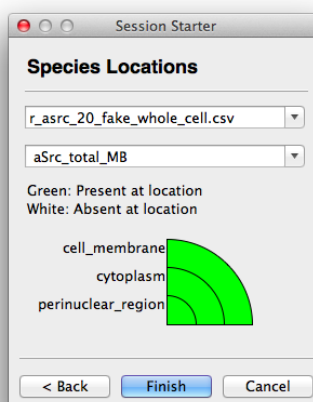 Session Starter
Species Locations
r_asrc_20_fake_whole_cell.csv
aSrc_total_MB
Green: Present at location
White: Absent at location
cell_membrane
cytoplasm
perinuclear_region
< Back Finish Cancel